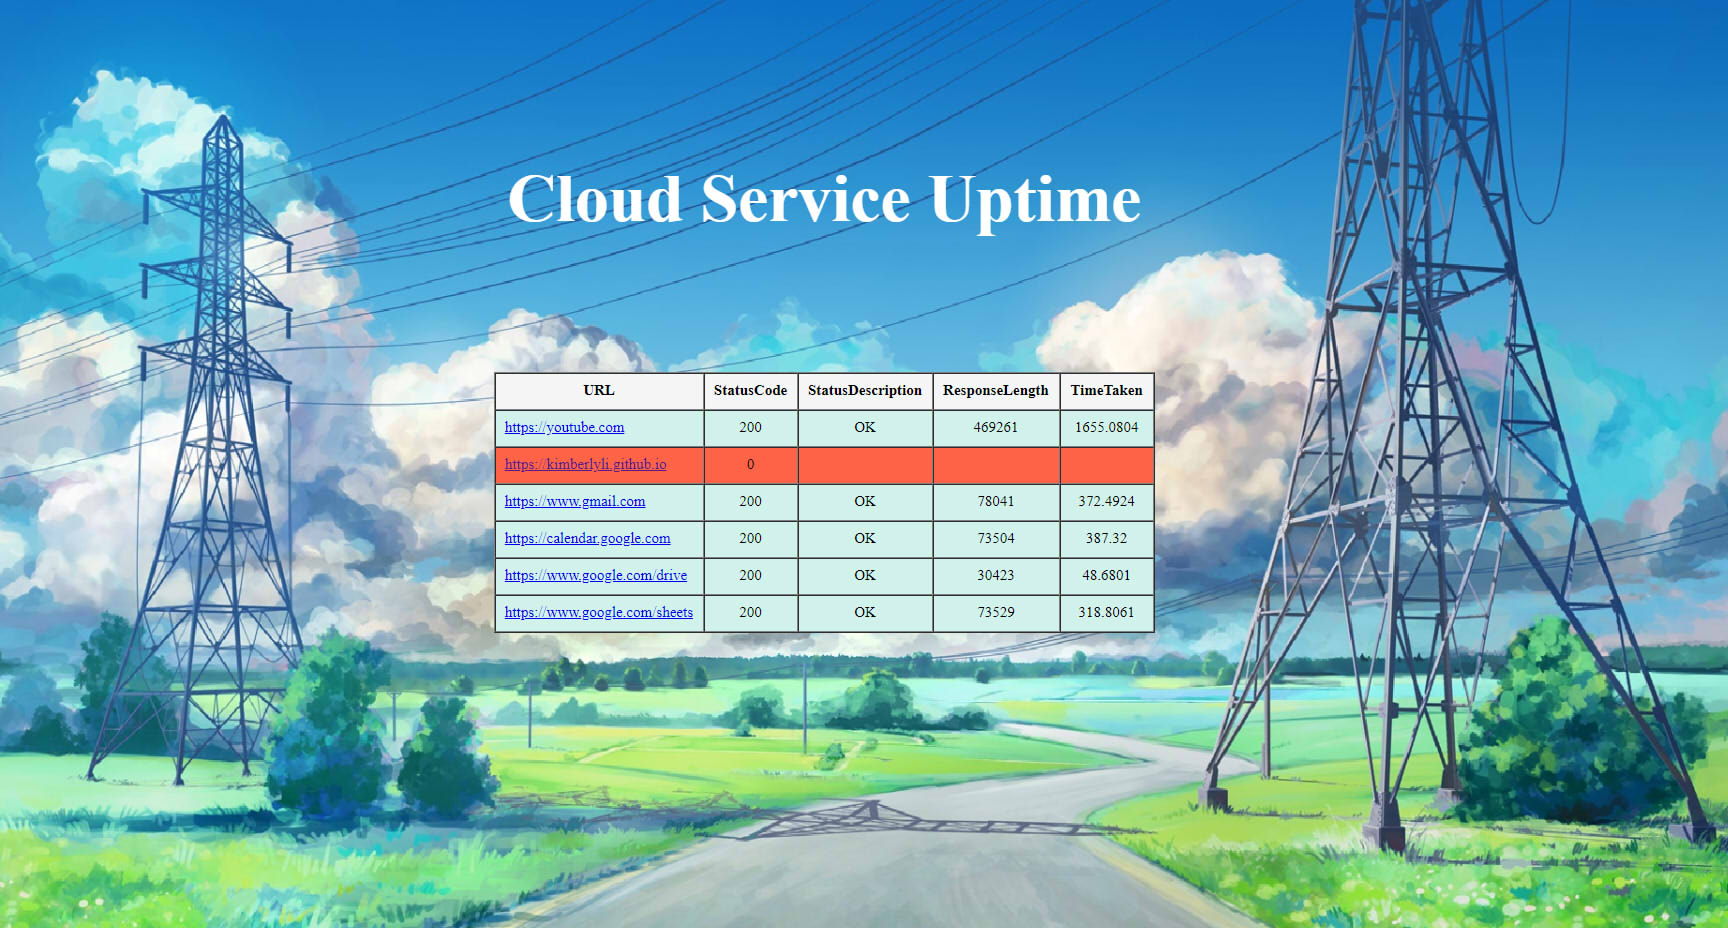 Cloud Service Uptime
URL StatusCode StatusDescription ResponseLength TimeTaken
https://youtube.com 200 OK 469261 1655.0804
https://kimberlyli.github.io 0
https://www.gmail.com 200 OK 78041 372.4924
https://calendar.google.com 200 OK 73504 387.32
https://www.google.com/drive 200 OK 30423 48.6801
https://www.google.com/sheets 200 OK 73529 318.8061